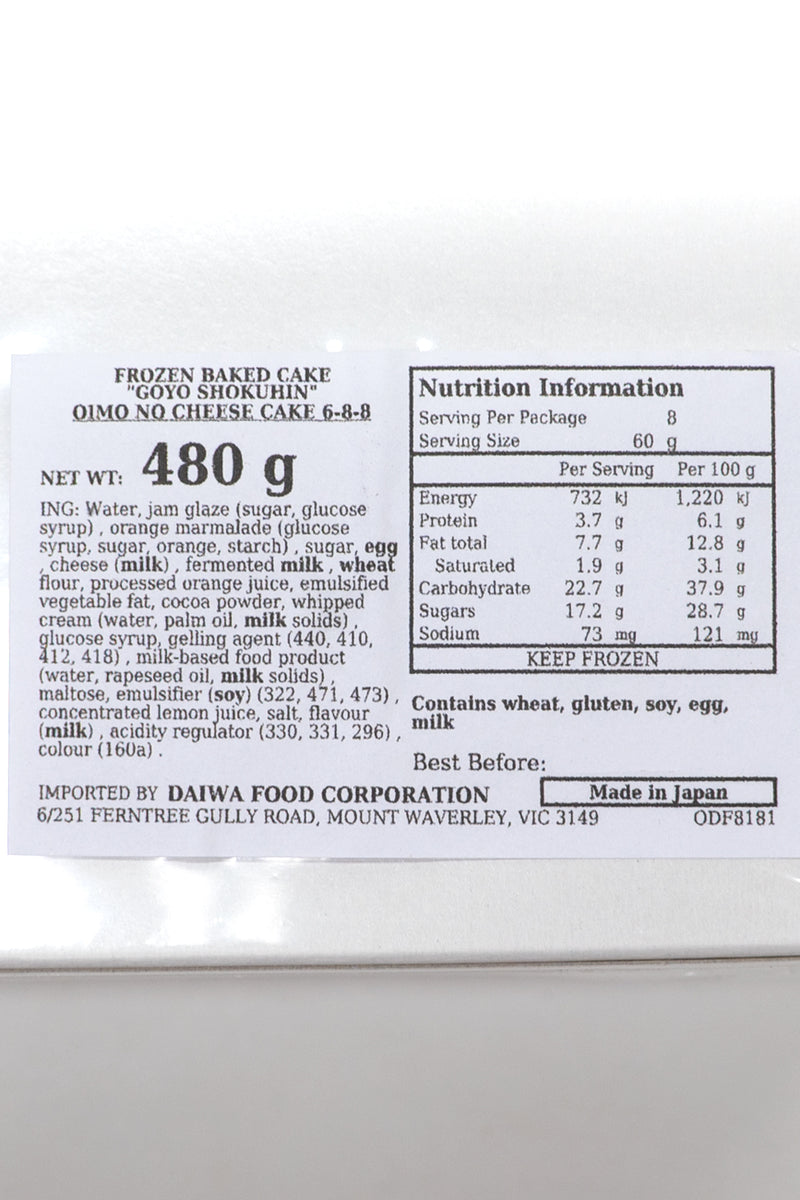 FROZEN BAKED CAKE
"GOYO SHOKUHIN"
OIMO NO CHEESE CAKE 6-8-8
NET WT: 480 g
ING: Water, jam glaze (sugar, glucose
syrup) , orange marmalade (glucose
syrup, sugar, orange, starch) , sugar, egg
, cheese (milk) , fermented milk , wheat
flour, processed orange juice, emulsified
vegetable fat, cocoa powder, whipped
cream (water, palm oil, milk solids) ,
glucose syrup, gelling agent (440, 410,
412, 418) , milk-based food product
(water, rapeseed oil, milk solids) ,
maltose, emulsifier (soy) (322, 471, 473) ,
concentrated lemon juice, salt, flavour
(milk) , acidity regulator (330, 331, 296) ,
colour (160a) .
Nutrition Information
Serving Per Package 8
Serving Size 60 g
Per Serving Per 100 g
Energy 732 kJ 1,220 kJ
Protein 3.7 g 6.1 g
Fat total 7.7 g 12.8 g
Saturated 1.9 g 3.1 g
Carbohydrate 22.7 g 37.9 g
Sugars 17.2 g 28.7 g
Sodium 73 mg 121 mg
KEEP FROZEN
Contains wheat, gluten, soy, egg,
milk
Best Before:
IMPORTED BY DAIWA FOOD CORPORATION
Made in Japan
6/251 FERNTREE GULLY ROAD, MOUNT WAVERLEY, VIC 3149
ODF8181